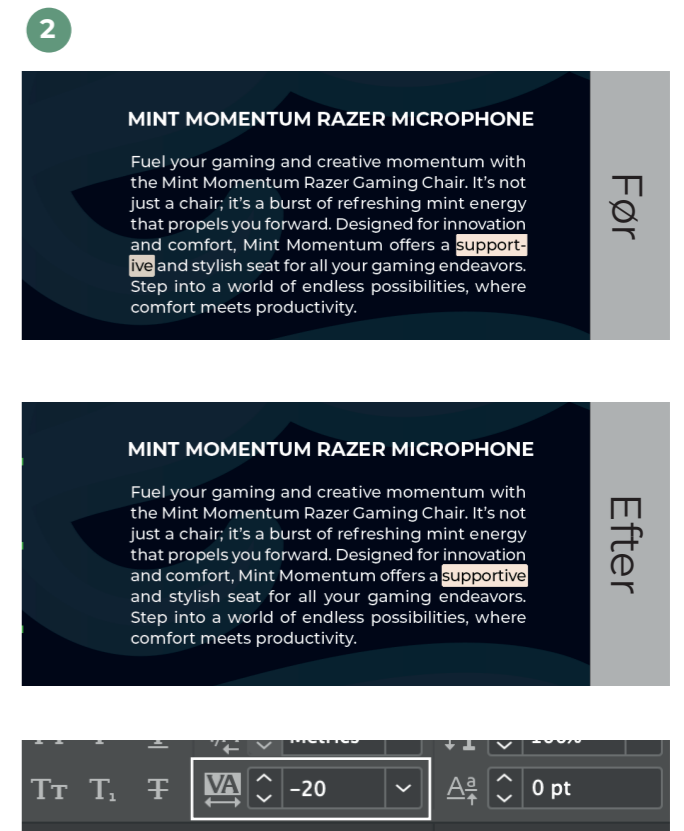 2
MINT MOMENTUM RAZER MICROPHONE
Fuel your gaming and creative momentum with
the Mint Momentum Razer Gaming Chair. It's not
just a chair; it's a burst of refreshing mint energy
that propels you forward. Designed for innovation
and comfort, Mint Momentum offers a support-
ive and stylish seat for all your gaming endeavors.
Step into a world of endless possibilities, where
comfort meets productivity.
Før
MINT MOMENTUM RAZER MICROPHONE
Fuel your gaming and creative momentum with
the Mint Momentum Razer Gaming Chair. It's not
just a chair; it's a burst of refreshing mint energy
that propels you forward. Designed for innovation
and comfort, Mint Momentum offers a supportive
and stylish seat for all your gaming endeavors.
Step into a world of endless possibilities, where
comfort meets productivity.
Efter
Metrics 100%
Tт T₁ T VA -20 Aa 0 pt